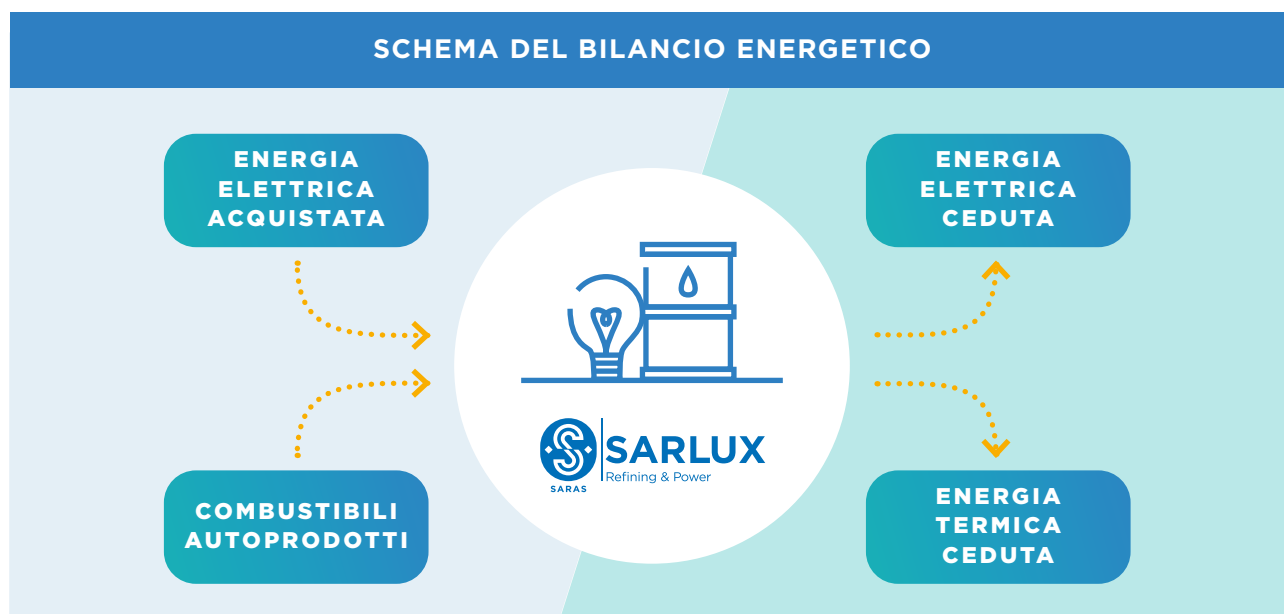 SCHEMA DEL BILANCIO ENERGETICO
ENERGIA
ELETTRICA
ACQUISTATA
COMBUSTIBILI
AUTOPRODOTTI
SARAS
SARLUX
Refining & Power
ENERGIA
ELETTRICA
CEDUTA
ENERGIA
TERMICA
CEDUTA